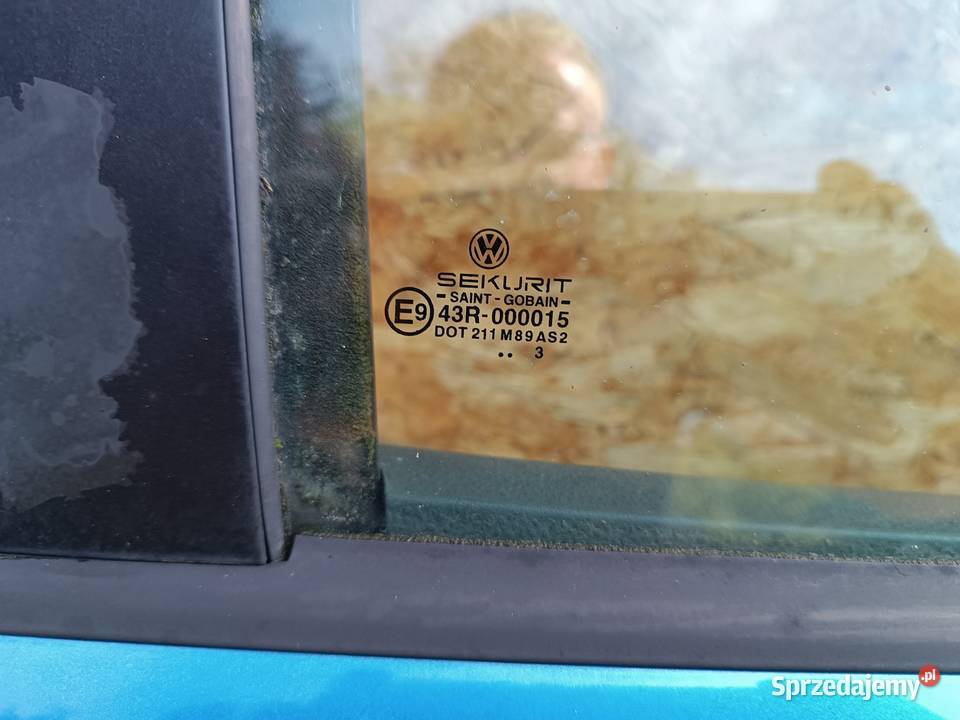 SEKURIT
- SAINT - GOBAIN -
E9 43R-000015
DOT 211 M89 AS2
.. 3
Sprzedajemy.pl